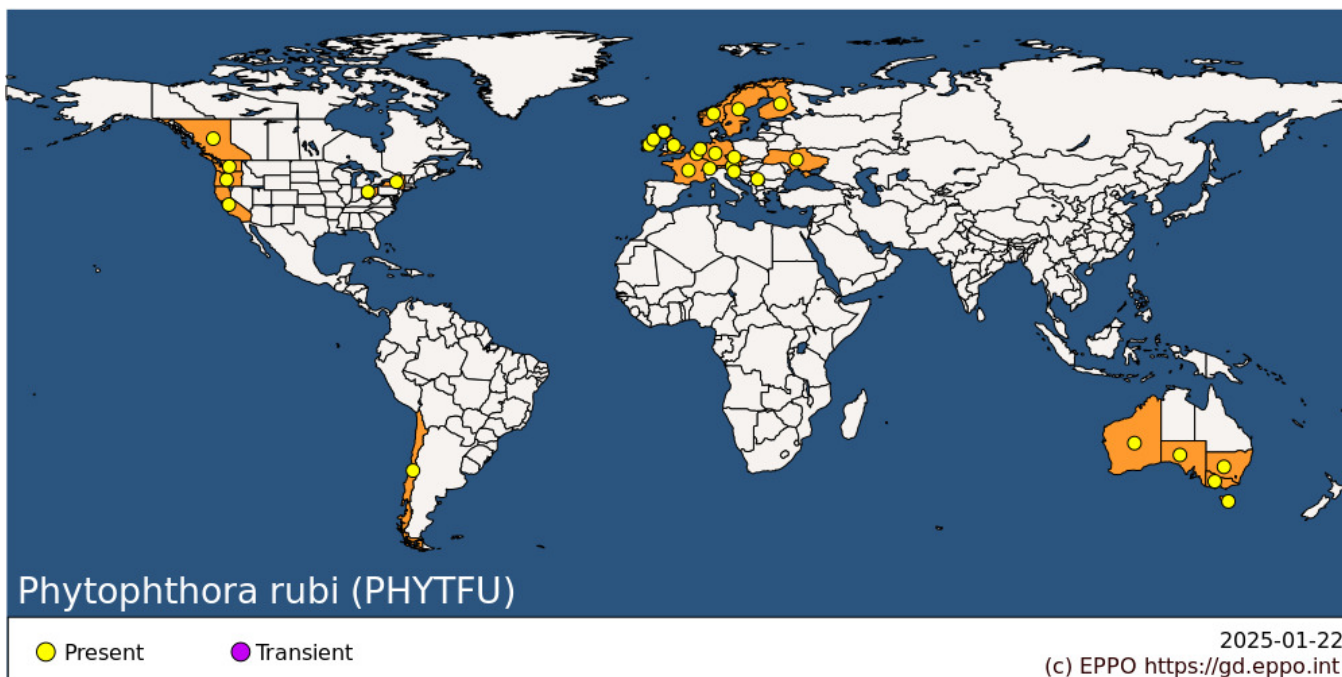 Phytophthora rubi (PHYTFU)
Present
Transient
2025-01-22
(c) EPPO https://gd.eppo.int